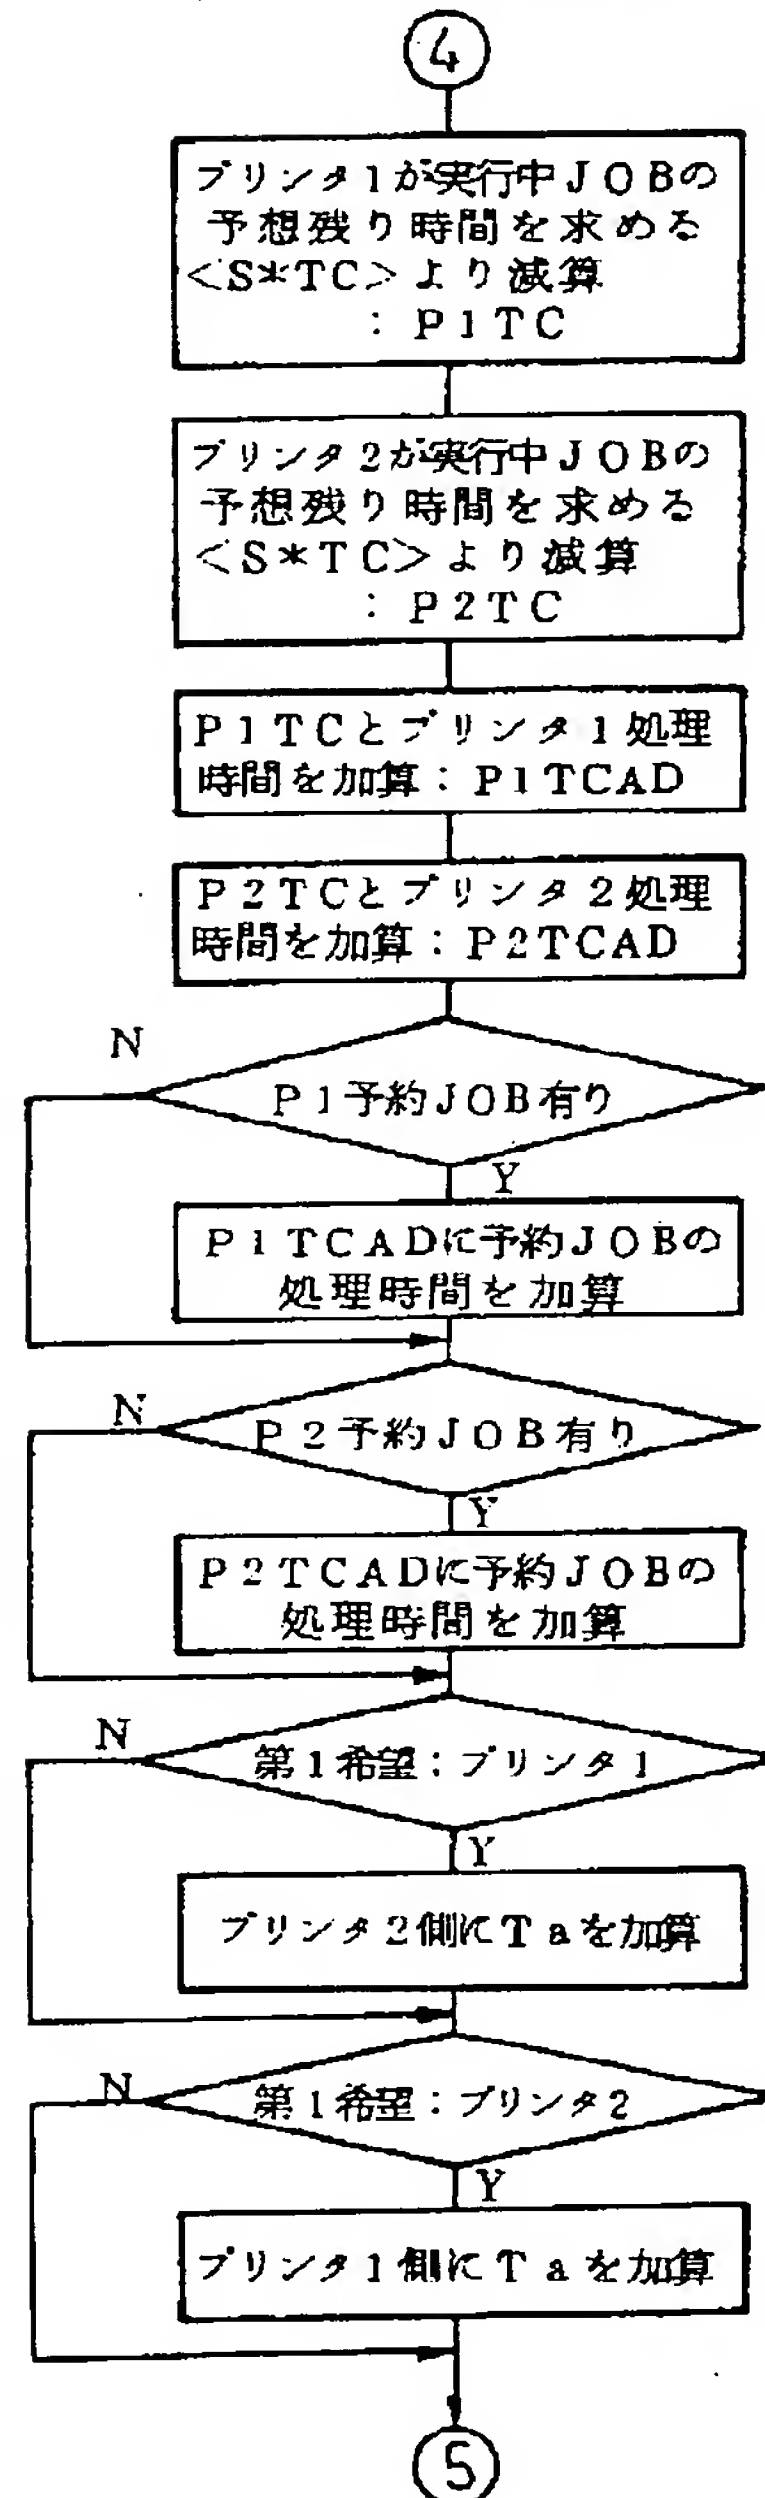 4
プリンタ1が実行中JOBの
予想残り時間を求める
<S*TC>より減算
:P1TC
プリンタ2が実行中JOBの
予想残り時間を求める
<S*TC>より減算
:P2TC
P1TCとプリンタ1処理
時間を加算:P1TCAD
P2TCとプリンタ2処理
時間を加算:P2TCAD
N
P1予約JOB有り
Y
P1TCADに予約JOBの
処理時間を加算
N
P2予約JOB有り
Y
P2TCADに予約JOBの
処理時間を加算
N
第1希望:プリンタ1
Y
プリンタ2側にTaを加算
N
第1希望:プリンタ2
Y
プリンタ1側にTaを加算
5